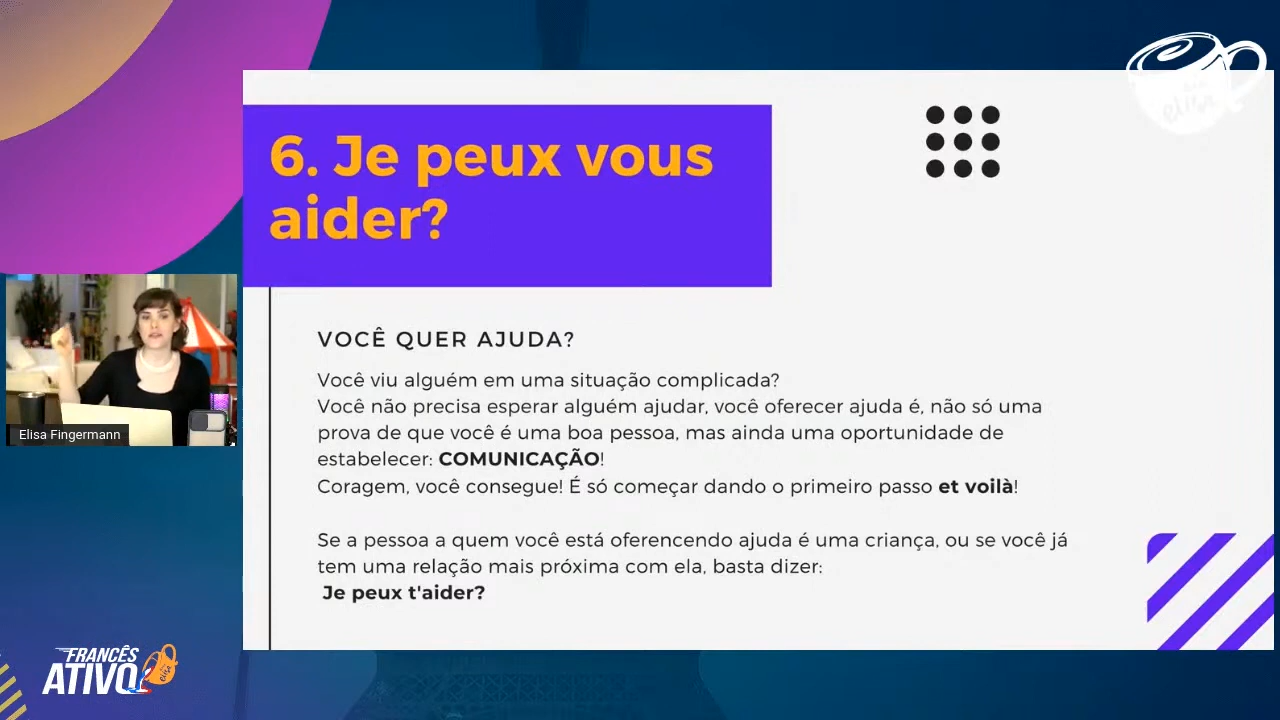 6. Je peux vous
aider?
VOCÊ QUER AJUDA?
Você viu alguém em uma situação complicada?
Você não precisa esperar alguém ajudar, você oferecer ajuda é, não só uma
prova de que você é uma boa pessoa, mas ainda uma oportunidade de
estabelecer: COMUNICAÇÃO!
Coragem, você consegue! É só começar dando o primeiro passo et voilà!
Se a pessoa a quem você está oferencendo ajuda é uma criança, ou se você já
tem uma relação mais próxima com ela, basta dizer:
Je peux t'aider?
Elisa Fingermann
FRANCÊS
ATIVO
elisa